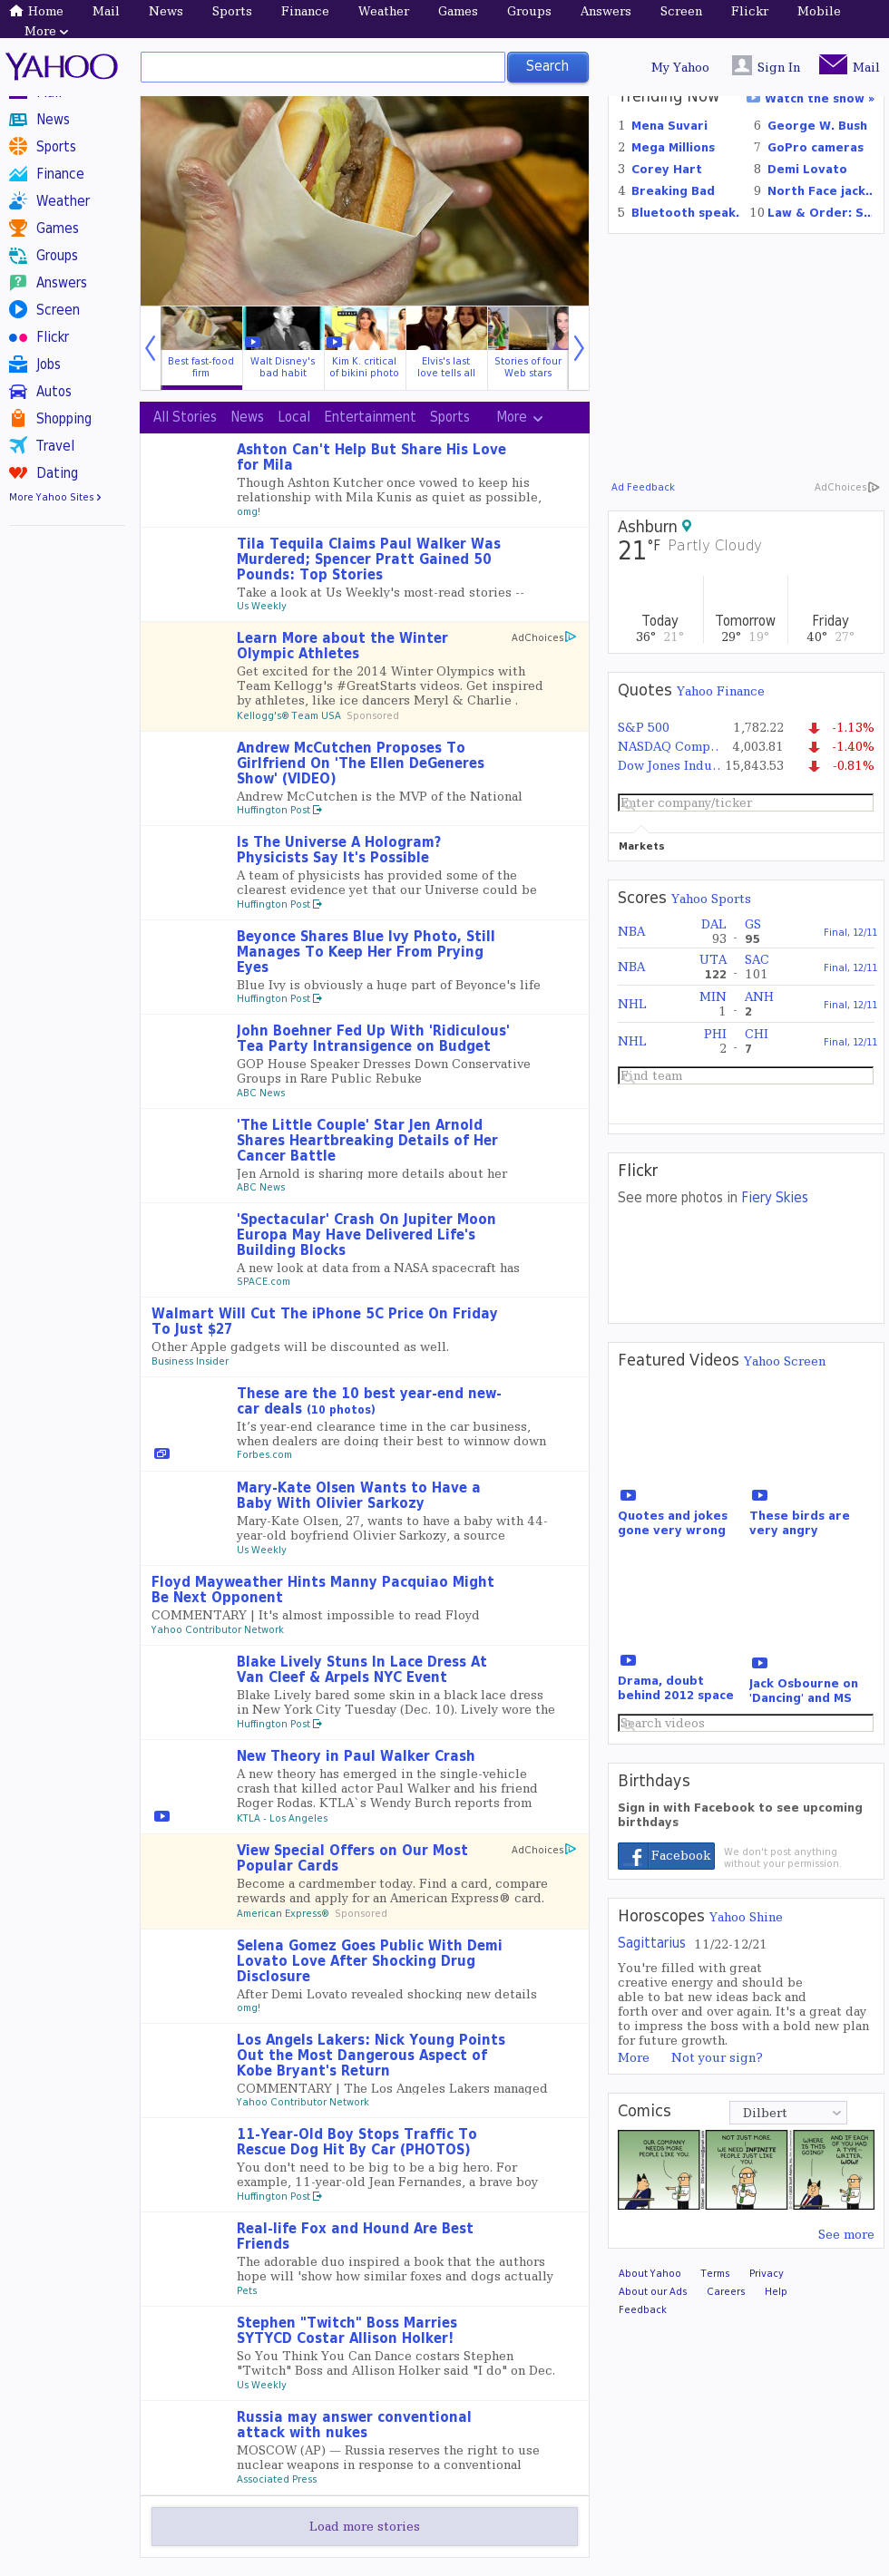 Home Mail News Sports Finance Weather Games Groups Answers Screen Flickr Mobile
More
YAHOO
Search
My Yahoo Sign In Mail
News
Sports
Finance
Weather
Games
Groups
Answers
Screen
Flickr
Jobs
Autos
Shopping
Travel
Dating
More Yahoo Sites
Best fast-food firm
Walt Disney's bad habit
Kim K. critical of bikini photo
Elvis's last love tells all
Stories of four Web stars
All Stories News Local Entertainment Sports More
Ashton Can't Help But Share His Love
for Mila
Though Ashton Kutcher once vowed to keep his
relationship with Mila Kunis as quiet as possible,
omg!
Tila Tequila Claims Paul Walker Was
Murdered; Spencer Pratt Gained 50
Pounds: Top Stories
Take a look at Us Weekly's most-read stories --
Us Weekly
Learn More about the Winter
Olympic Athletes
AdChoices
Get excited for the 2014 Winter Olympics with
Team Kellogg's #GreatStarts videos. Get inspired
by athletes, like ice dancers Meryl & Charlie .
Kellogg's® Team USA Sponsored
Andrew McCutchen Proposes To
Girlfriend On 'The Ellen DeGeneres
Show' (VIDEO)
Andrew McCutchen is the MVP of the National
Huffington Post
Is The Universe A Hologram?
Physicists Say It's Possible
A team of physicists has provided some of the
clearest evidence yet that our Universe could be
Huffington Post
Beyonce Shares Blue Ivy Photo, Still
Manages To Keep Her From Prying
Eyes
Blue Ivy is obviously a huge part of Beyonce's life
Huffington Post
John Boehner Fed Up With 'Ridiculous'
Tea Party Intransigence on Budget
GOP House Speaker Dresses Down Conservative
Groups in Rare Public Rebuke
ABC News
'The Little Couple' Star Jen Arnold
Shares Heartbreaking Details of Her
Cancer Battle
Jen Arnold is sharing more details about her
ABC News
'Spectacular' Crash On Jupiter Moon
Europa May Have Delivered Life's
Building Blocks
A new look at data from a NASA spacecraft has
SPACE.com
Walmart Will Cut The iPhone 5C Price On Friday
To Just $27
Other Apple gadgets will be discounted as well.
Business Insider
These are the 10 best year-end new-
car deals (10 photos)
It's year-end clearance time in the car business,
when dealers are doing their best to winnow down
Forbes.com
Mary-Kate Olsen Wants to Have a
Baby With Olivier Sarkozy
Mary-Kate Olsen, 27, wants to have a baby with 44-
year-old boyfriend Olivier Sarkozy, a source
Us Weekly
Floyd Mayweather Hints Manny Pacquiao Might
Be Next Opponent
COMMENTARY | It's almost impossible to read Floyd
Yahoo Contributor Network
Blake Lively Stuns In Lace Dress At
Van Cleef & Arpels NYC Event
Blake Lively bared some skin in a black lace dress
in New York City Tuesday (Dec. 10). Lively wore the
Huffington Post
New Theory in Paul Walker Crash
A new theory has emerged in the single-vehicle
crash that killed actor Paul Walker and his friend
Roger Rodas. KTLA`s Wendy Burch reports from
KTLA - Los Angeles
View Special Offers on Our Most
Popular Cards
AdChoices
Become a cardmember today. Find a card, compare
rewards and apply for an American Express® card.
American Express® Sponsored
Selena Gomez Goes Public With Demi
Lovato Love After Shocking Drug
Disclosure
After Demi Lovato revealed shocking new details
omg!
Los Angels Lakers: Nick Young Points
Out the Most Dangerous Aspect of
Kobe Bryant's Return
COMMENTARY | The Los Angeles Lakers managed
Yahoo Contributor Network
11-Year-Old Boy Stops Traffic To
Rescue Dog Hit By Car (PHOTOS)
You don't need to be big to be a big hero. For
example, 11-year-old Jean Fernandes, a brave boy
Huffington Post
Real-life Fox and Hound Are Best
Friends
The adorable duo inspired a book that the authors
hope will 'show how similar foxes and dogs actually
Pets
Stephen "Twitch" Boss Marries
SYTYCD Costar Allison Holker!
So You Think You Can Dance costars Stephen
"Twitch" Boss and Allison Holker said "I do" on Dec.
Us Weekly
Russia may answer conventional
attack with nukes
MOSCOW (AP) — Russia reserves the right to use
nuclear weapons in response to a conventional
Associated Press
Load more stories
Trending Now Watch the show »
1 Mena Suvari
2 Mega Millions
3 Corey Hart
4 Breaking Bad
5 Bluetooth speak.
6 George W. Bush
7 GoPro cameras
8 Demi Lovato
9 North Face jack..
10 Law & Order: S..
Ad Feedback AdChoices
Ashburn
21°F Partly Cloudy
Today Tomorrow Friday
36° 21° 29° 19° 40° 27°
Quotes Yahoo Finance
S&P 500 1,782.22 -1.13%
NASDAQ Comp.. 4,003.81 -1.40%
Dow Jones Indu.. 15,843.53 -0.81%
Enter company/ticker
Markets
Scores Yahoo Sports
NBA DAL 93 - GS 95 Final, 12/11
NBA UTA 122 - SAC 101 Final, 12/11
NHL MIN 1 - ANH 2 Final, 12/11
NHL PHI 2 - CHI 7 Final, 12/11
Find team
Flickr
See more photos in Fiery Skies
Featured Videos Yahoo Screen
Quotes and jokes gone very wrong
These birds are very angry
Drama, doubt behind 2012 space
Jack Osbourne on 'Dancing' and MS
Search videos
Birthdays
Sign in with Facebook to see upcoming
birthdays
Facebook
We don't post anything
without your permission.
Horoscopes Yahoo Shine
Sagittarius 11/22-12/21
You're filled with great
creative energy and should be
able to bat new ideas back and
forth over and over again. It's a great day
to impress the boss with a bold new plan
for future growth.
More Not your sign?
Comics Dilbert
OUR COMPANY NEEDS MORE PEOPLE LIKE YOU.
NOT JUST MORE. WE NEED INFINITE PEOPLE JUST LIKE YOU.
WHERE IS THIS GOING?
AND IF EACH OF YOU HAD A TYPE-WRITER, WOW!
See more
About Yahoo Terms Privacy
About our Ads Careers Help
Feedback